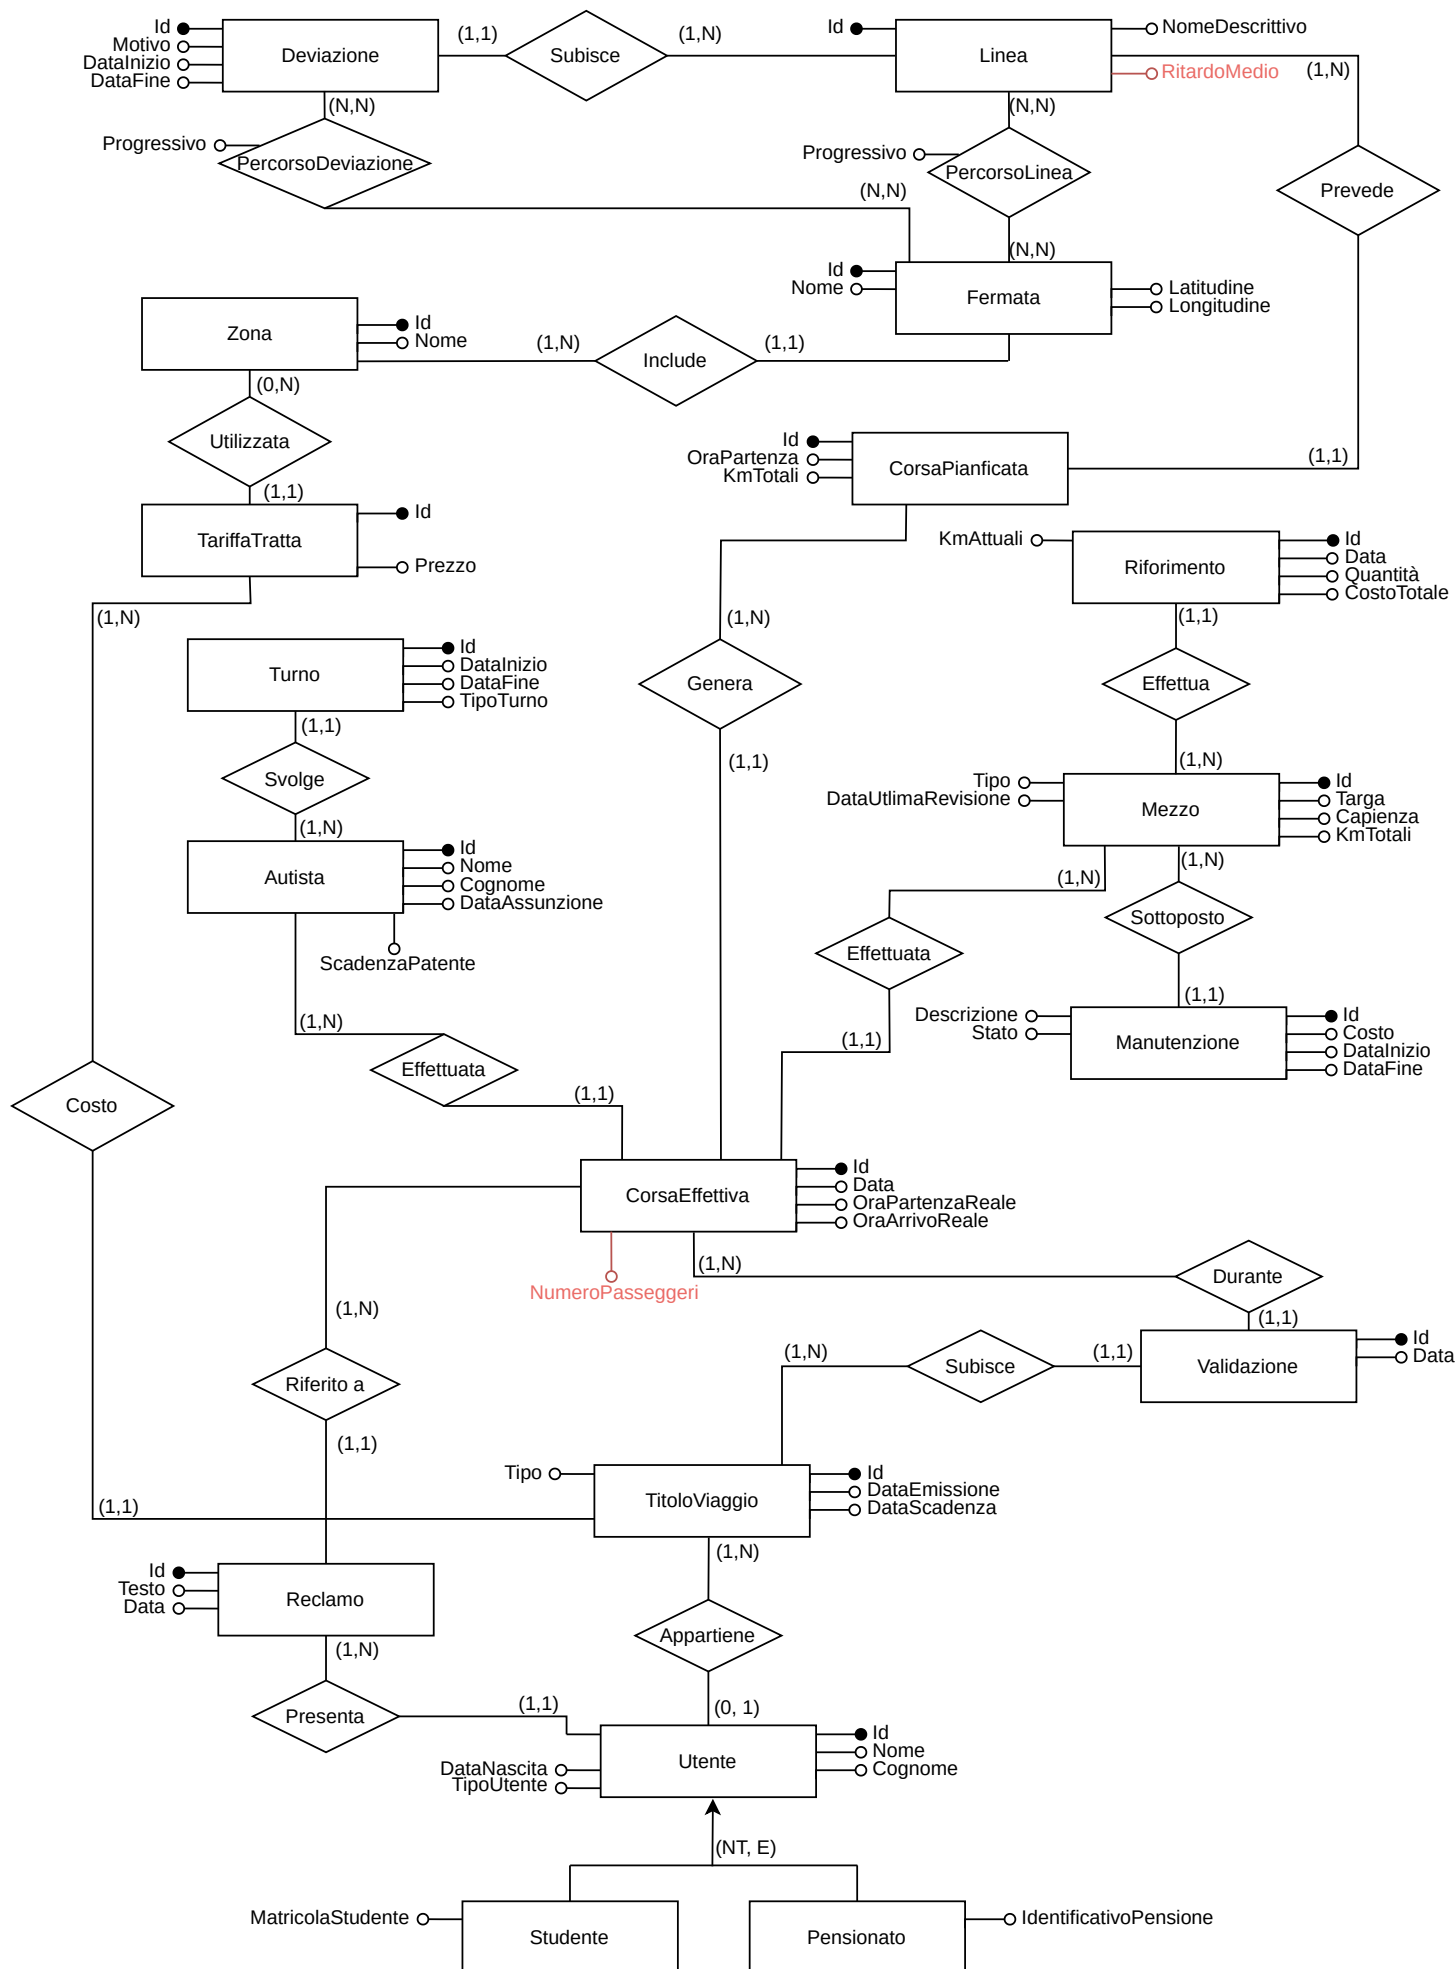 Id
Motivo
DataInizio
DataFine
Deviazione
(1,1)
Subisce
(1,N)
Id
Linea
NomeDescrittivo
RitardoMedio
(1,N)
(N,N)
Progressivo
PercorsoDeviazione
(N,N)
Progressivo
PercorsoLinea
Prevede
(N,N)
(N,N)
Id
Nome
Fermata
Latitudine
Longitudine
Zona
Id
Nome
(1,N)
Include
(1,1)
(0,N)
Utilizzata
(1,1)
Id
OraPartenza
KmTotali
CorsaPianficata
(1,1)
TariffaTratta
Id
Prezzo
(1,N)
KmAttuali
Riforimento
Id
Data
Quantità
CostoTotale
(1,N)
(1,1)
Turno
Id
DataInizio
DataFine
TipoTurno
Genera
Effettua
(1,1)
Svolge
(1,N)
(1,1)
(1,N)
Tipo
DataUtlimaRevisione
Mezzo
Id
Targa
Capienza
KmTotali
Autista
Id
Nome
Cognome
DataAssunzione
ScadenzaPatente
(1,N)
(1,N)
Effettuata
Sottoposto
(1,1)
(1,1)
Descrizione
Stato
Manutenzione
Id
Costo
DataInizio
DataFine
(1,N)
Effettuata
(1,1)
Costo
CorsaEffettiva
Id
Data
OraPartenzaReale
OraArrivoReale
NumeroPasseggeri
(1,N)
Durante
(1,1)
(1,N)
Riferito a
(1,1)
(1,N)
Subisce
(1,1)
Validazione
Id
Data
Tipo
TitoloViaggio
Id
DataEmissione
DataScadenza
(1,1)
Id
Testo
Data
Reclamo
(1,N)
(1,N)
Appartiene
Presenta
(1,1)
(0, 1)
DataNascita
TipoUtente
Utente
Id
Nome
Cognome
(NT, E)
MatricolaStudente
Studente
Pensionato
IdentificativoPensione